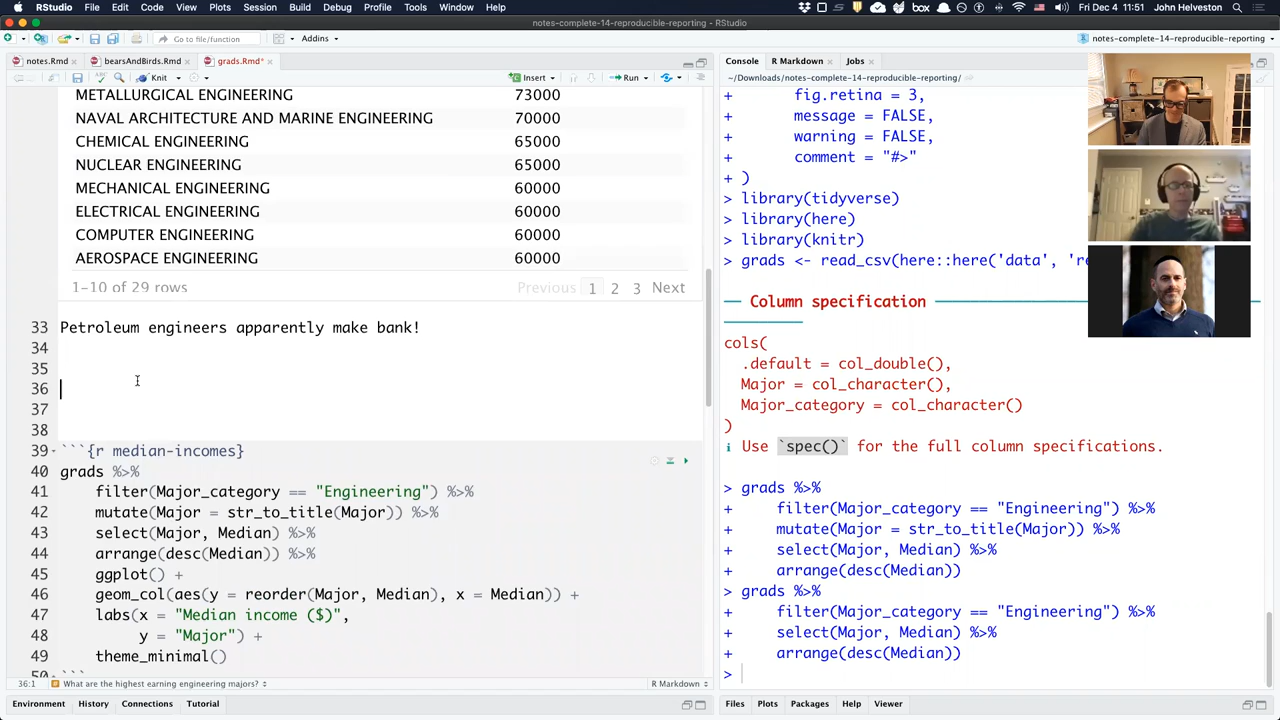 RStudio File Edit Code View Plots Session Build Debug Profile Tools Window Help
box
100%
Fri Dec 4 11:51 John Helveston
notes-complete-14-reproducible-reporting - RStudio
Go to file/function
Addins
notes-complete-14-reproducible-reporting
notes.Rmd
bearsAndBirds.Rmd
grads.Rmd*
Knit
Insert
Run
METALLURGICAL ENGINEERING 73000
NAVAL ARCHITECTURE AND MARINE ENGINEERING 70000
CHEMICAL ENGINEERING 65000
NUCLEAR ENGINEERING 65000
MECHANICAL ENGINEERING 60000
ELECTRICAL ENGINEERING 60000
COMPUTER ENGINEERING 60000
AEROSPACE ENGINEERING 60000
1-10 of 29 rows Previous 1 2 3 Next
33 Petroleum engineers apparently make bank!
34
35
36
37
38
39 ```{r median-incomes}
40 grads %>%
41 filter(Major_category == "Engineering") %>%
42 mutate(Major = str_to_title(Major)) %>%
43 select(Major, Median) %>%
44 arrange(desc(Median)) %>%
45 ggplot() +
46 geom_col(aes(y = reorder(Major, Median), x = Median)) +
47 labs(x = "Median income ($)",
48 y = "Major") +
49 theme_minimal()
50 ```
36:1 What are the highest earning engineering majors? R Markdown
Environment History Connections Tutorial
Console R Markdown Jobs
~/Downloads/notes-complete-14-reproducible-reporting/
+ fig.retina = 3,
+ message = FALSE,
+ warning = FALSE,
+ comment = "#>"
+ )
> library(tidyverse)
> library(here)
> library(knitr)
> grads <- read_csv(here::here('data', 're
── Column specification ──
cols(
.default = col_double(),
Major = col_character(),
Major_category = col_character()
)
ℹ Use `spec()` for the full column specifications.
> grads %>%
+ filter(Major_category == "Engineering") %>%
+ mutate(Major = str_to_title(Major)) %>%
+ select(Major, Median) %>%
+ arrange(desc(Median))
> grads %>%
+ filter(Major_category == "Engineering") %>%
+ select(Major, Median) %>%
+ arrange(desc(Median))
>
Files Plots Packages Help Viewer